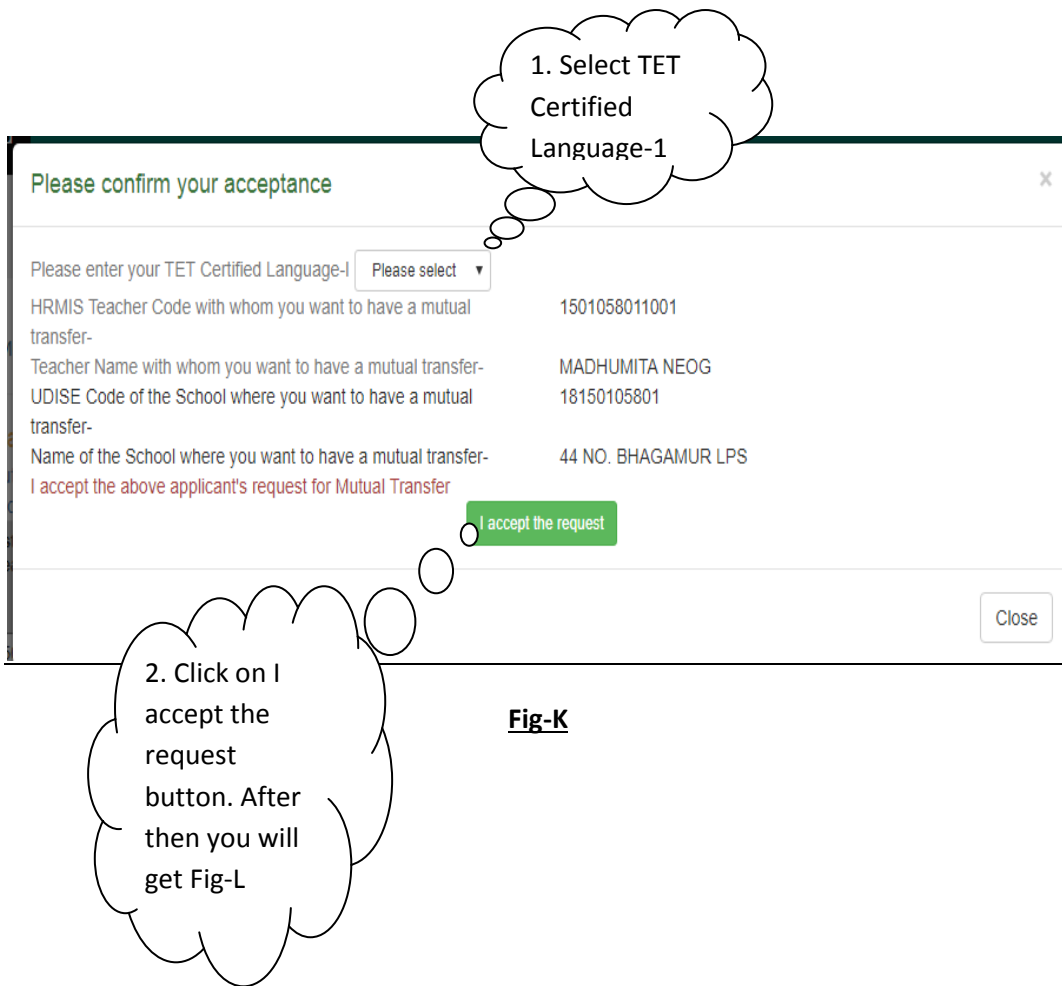 1. Select TET
Certified
Language-1
Please confirm your acceptance
×
Please enter your TET Certified Language-I Please select
HRMIS Teacher Code with whom you want to have a mutual 1501058011001
transfer-
Teacher Name with whom you want to have a mutual transfer- MADHUMITA NEOG
UDISE Code of the School where you want to have a mutual 18150105801
transfer-
Name of the School where you want to have a mutual transfer- 44 NO. BHAGAMUR LPS
I accept the above applicant's request for Mutual Transfer
I accept the request
Close
2. Click on I
accept the
request
button. After
then you will
get Fig-L
Fig-K